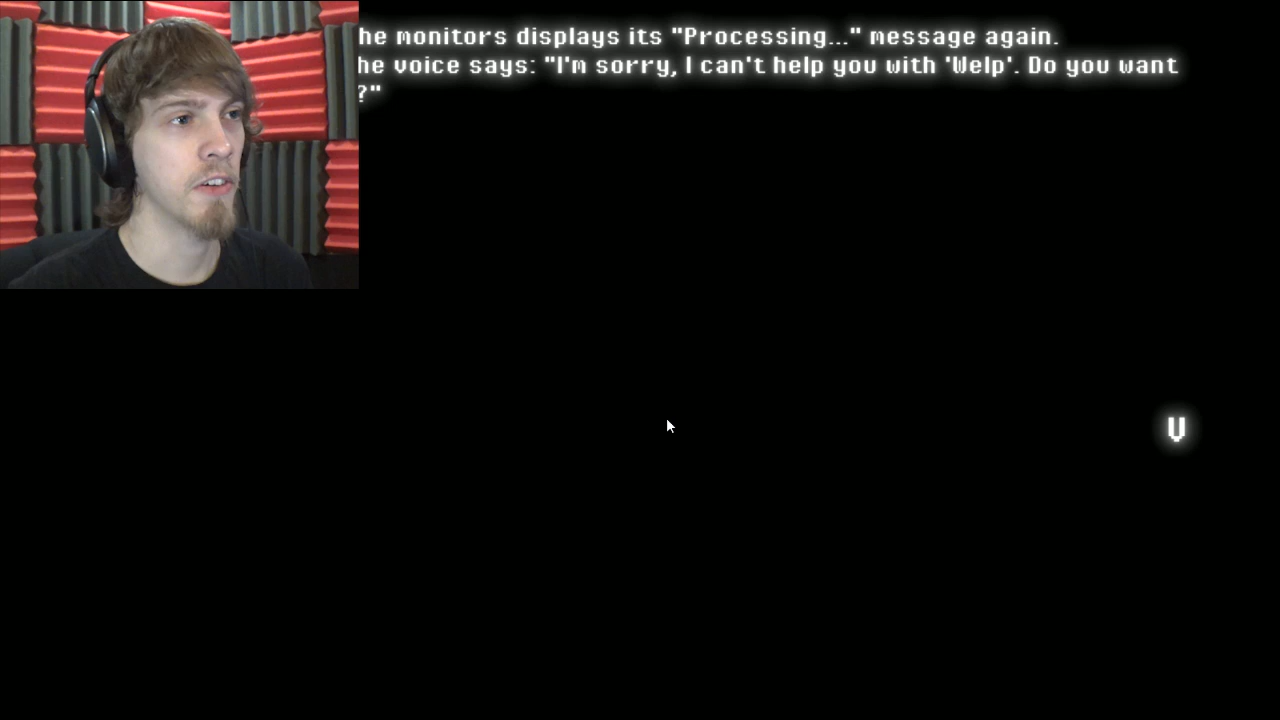 he monitors displays its "Processing..." message again.
he voice says: "I'm sorry, I can't help you with 'Welp'. Do you want
?"
V